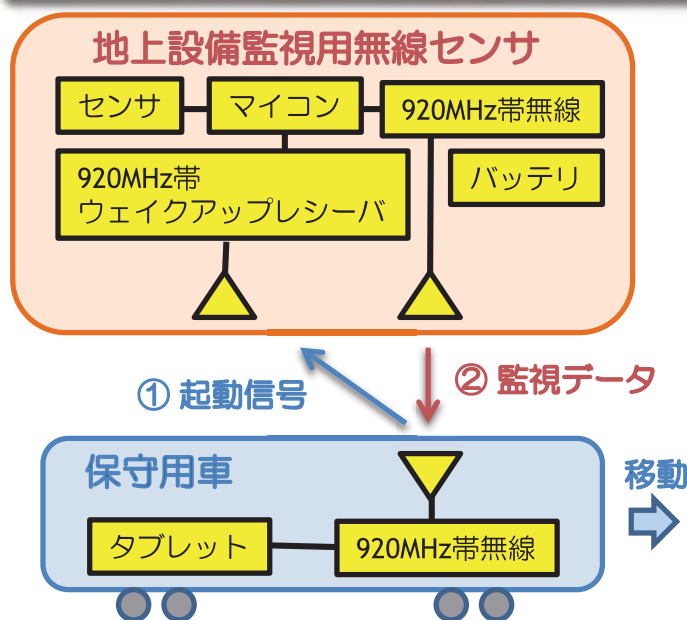 地上設備監視用無線センサ
センサ
マイコン
920MHz帯無線
920MHz帯
ウェイクアップレシーバ
バッテリ
① 起動信号
② 監視データ
保守用車
移動
タブレット
920MHz帯無線